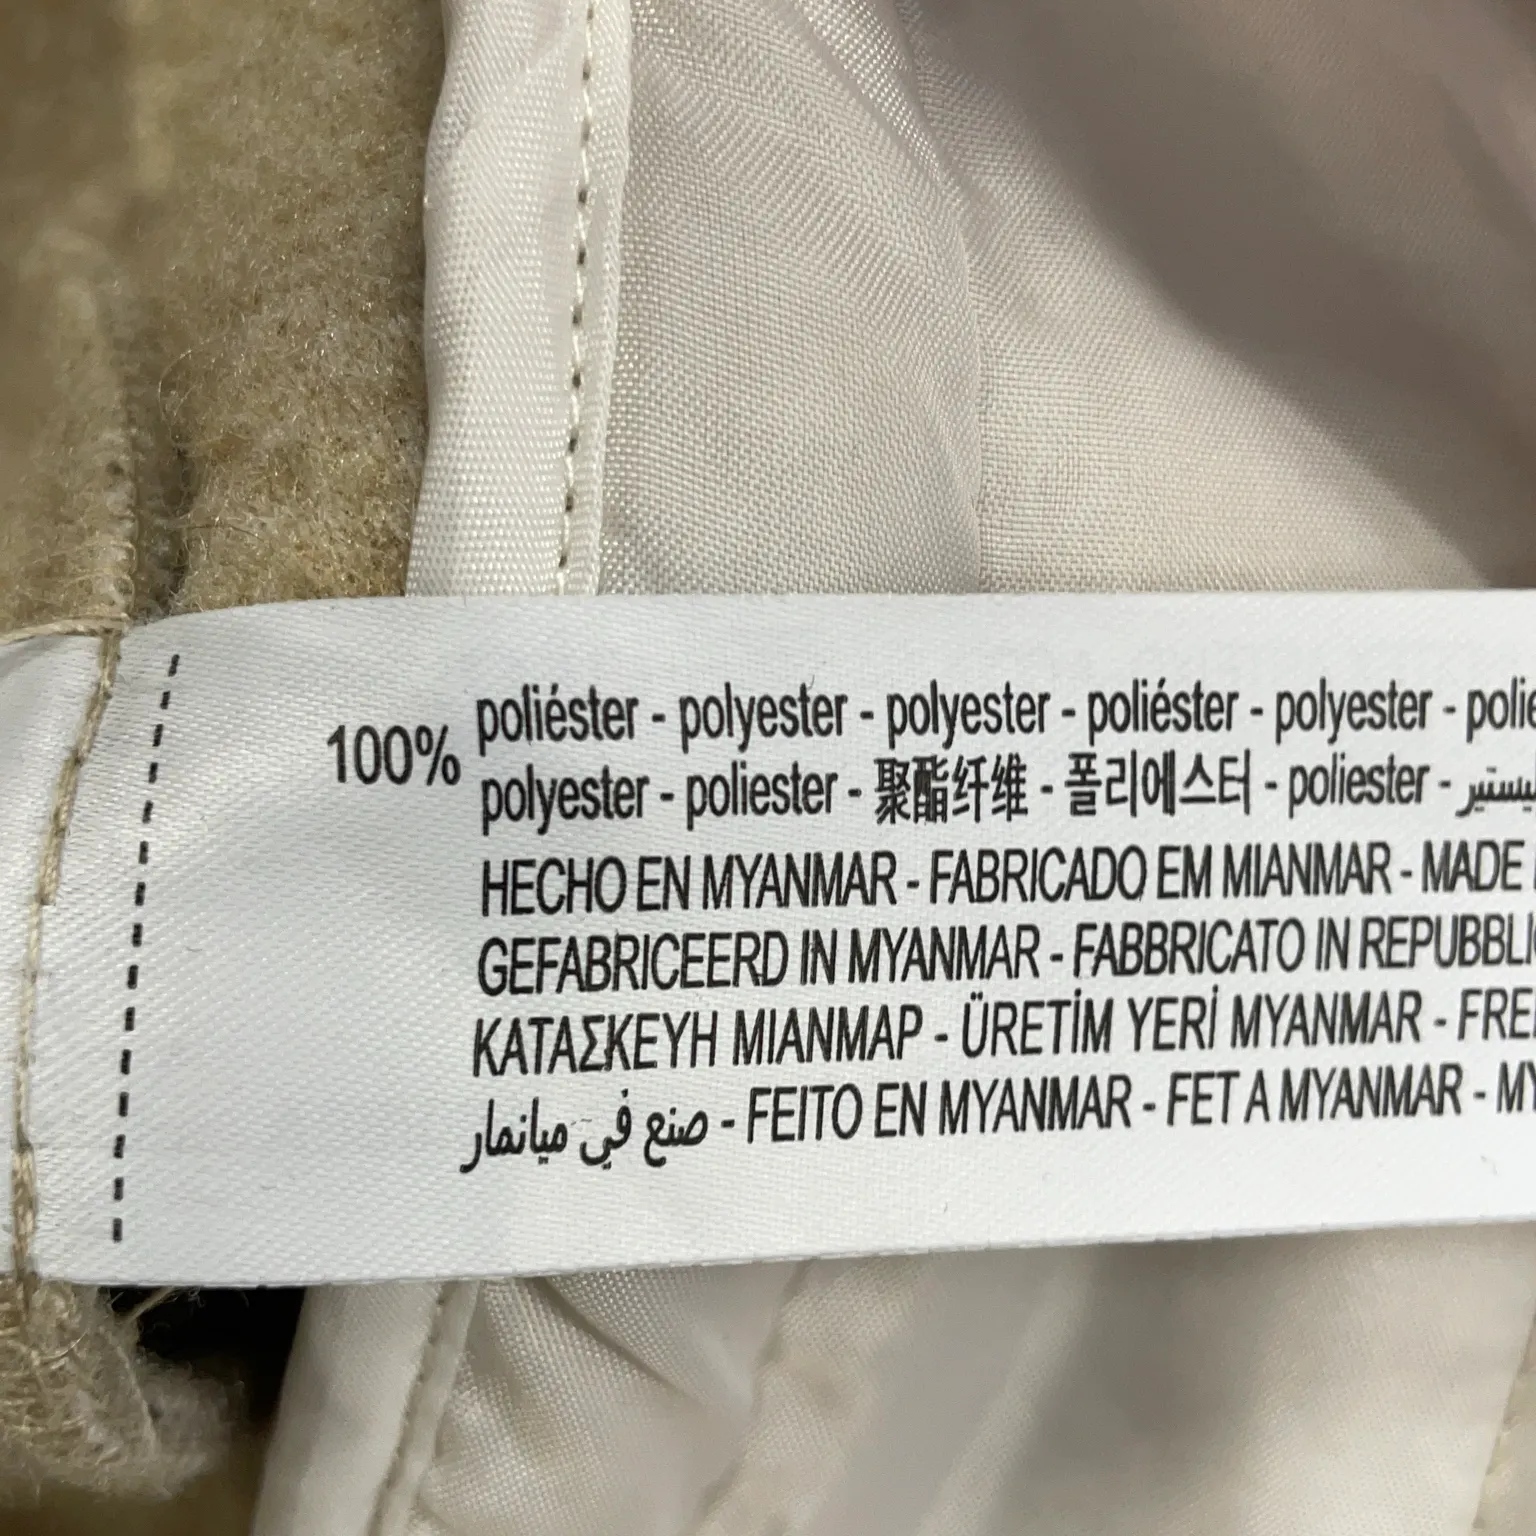 100% poliéster - polyester - polyester - poliéster - polyester -
polyester - poliester - 聚酯纤维 - 폴리에스터 - poliester -
HECHO EN MYANMAR - FABRICADO EM MIANMAR - MADE
GEFABRICEERD IN MYANMAR - FABBRICATO IN
ΚΑΤΑΣΚΕΥΗ ΜΙΑΝΜΑΡ - ÜRETİM YERİ MYANMAR -
صنع في ميانمار - FEITO EN MYANMAR - FET A MYANMAR -